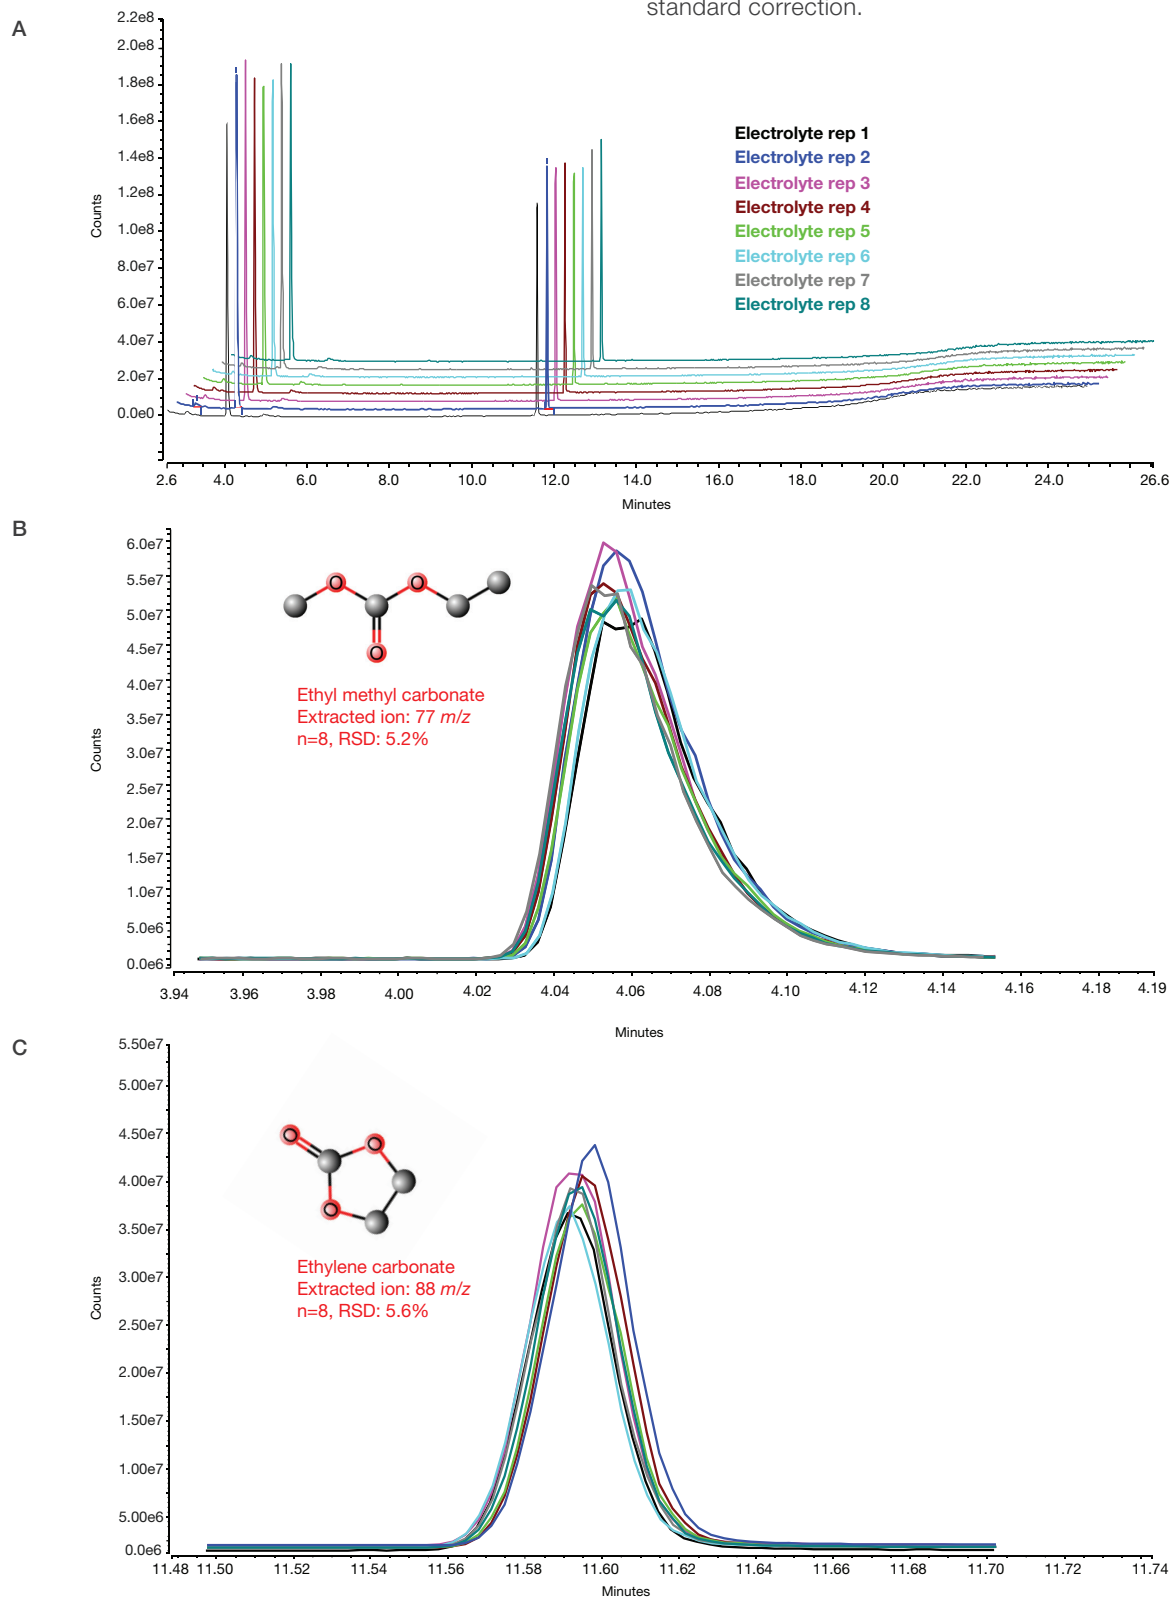 standard correction.
A
2.2e8
2.0e8
1.8e8
1.6e8
1.4e8
1.2e8
1.0e8
8.0e7
6.0e7
4.0e7
2.0e7
0.0e0
Counts
Electrolyte rep 1
Electrolyte rep 2
Electrolyte rep 3
Electrolyte rep 4
Electrolyte rep 5
Electrolyte rep 6
Electrolyte rep 7
Electrolyte rep 8
2.6 4.0 6.0 8.0 10.0 12.0 14.0 16.0 18.0 20.0 22.0 24.0 26.6
Minutes
B
6.0e7
5.5e7
5.0e7
4.5e7
4.0e7
3.5e7
3.0e7
2.5e7
2.0e7
1.5e7
1.0e7
5.0e6
0.0e6
Counts
O O
O
Ethyl methyl carbonate
Extracted ion: 77 m/z
n=8, RSD: 5.2%
3.94 3.96 3.98 4.00 4.02 4.04 4.06 4.08 4.10 4.12 4.14 4.16 4.18 4.19
Minutes
C
5.50e7
5.00e7
4.50e7
4.00e7
3.50e7
3.00e7
2.50e7
2.00e7
1.50e7
1.00e7
5.00e6
0.0e6
Counts
O O
O
Ethylene carbonate
Extracted ion: 88 m/z
n=8, RSD: 5.6%
11.48 11.50 11.52 11.54 11.56 11.58 11.60 11.62 11.64 11.66 11.68 11.70 11.72 11.74
Minutes